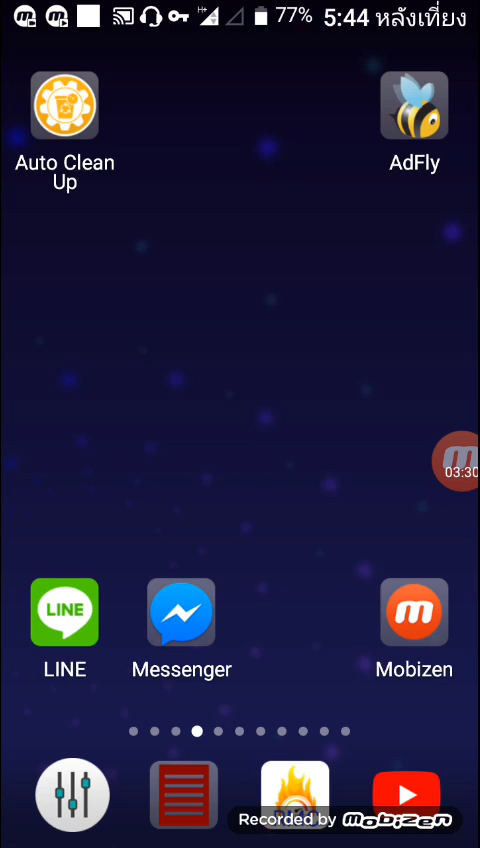 77% 5:44 หลังเที่ยง
Auto Clean
Up
AdFly
03:30
LINE
LINE
Messenger
Mobizen
Recorded by Mobizen